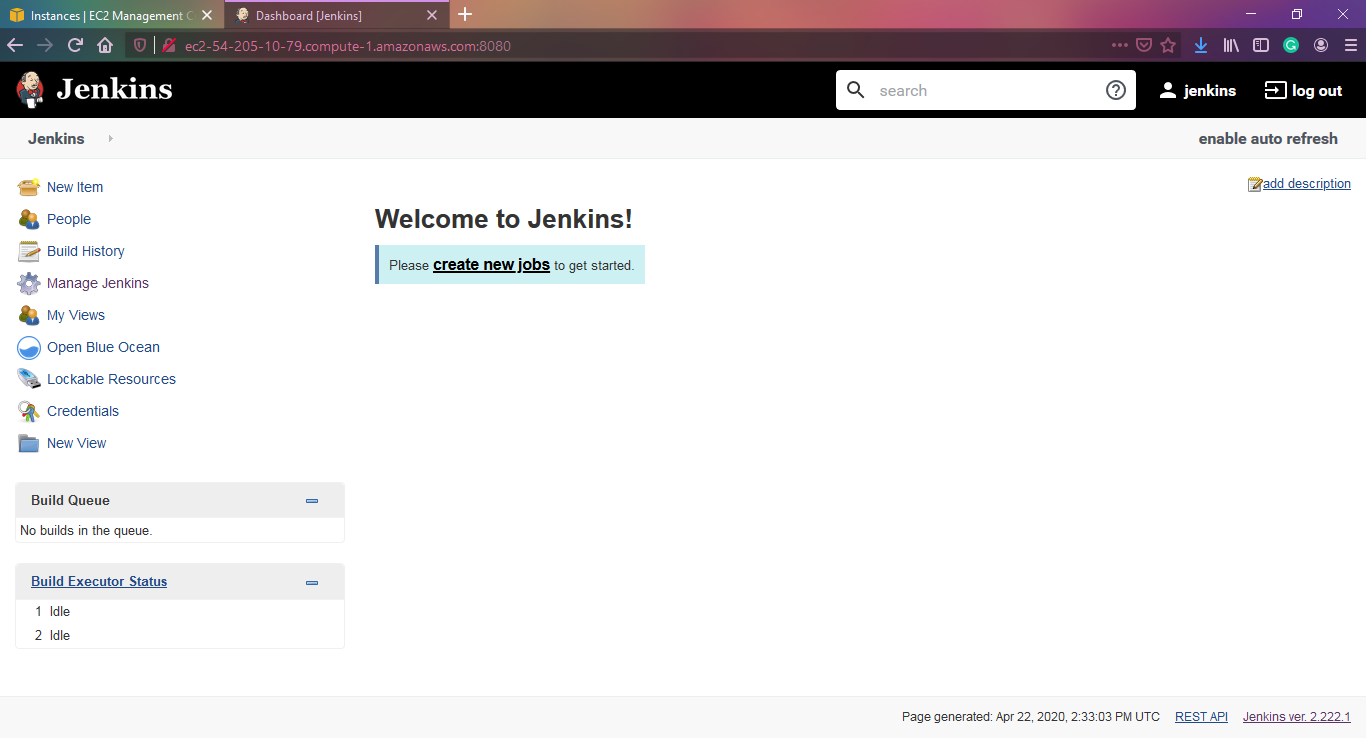 Instances | EC2 Management C
Dashboard [Jenkins]
ec2-54-205-10-79.compute-1.amazonaws.com:8080
Jenkins
search
jenkins
log out
Jenkins
enable auto refresh
New Item
add description
People
Welcome to Jenkins!
Build History
Please create new jobs to get started.
Manage Jenkins
My Views
Open Blue Ocean
Lockable Resources
Credentials
New View
Build Queue
No builds in the queue.
Build Executor Status
1 Idle
2 Idle
Page generated: Apr 22, 2020, 2:33:03 PM UTC REST API Jenkins ver. 2.222.1